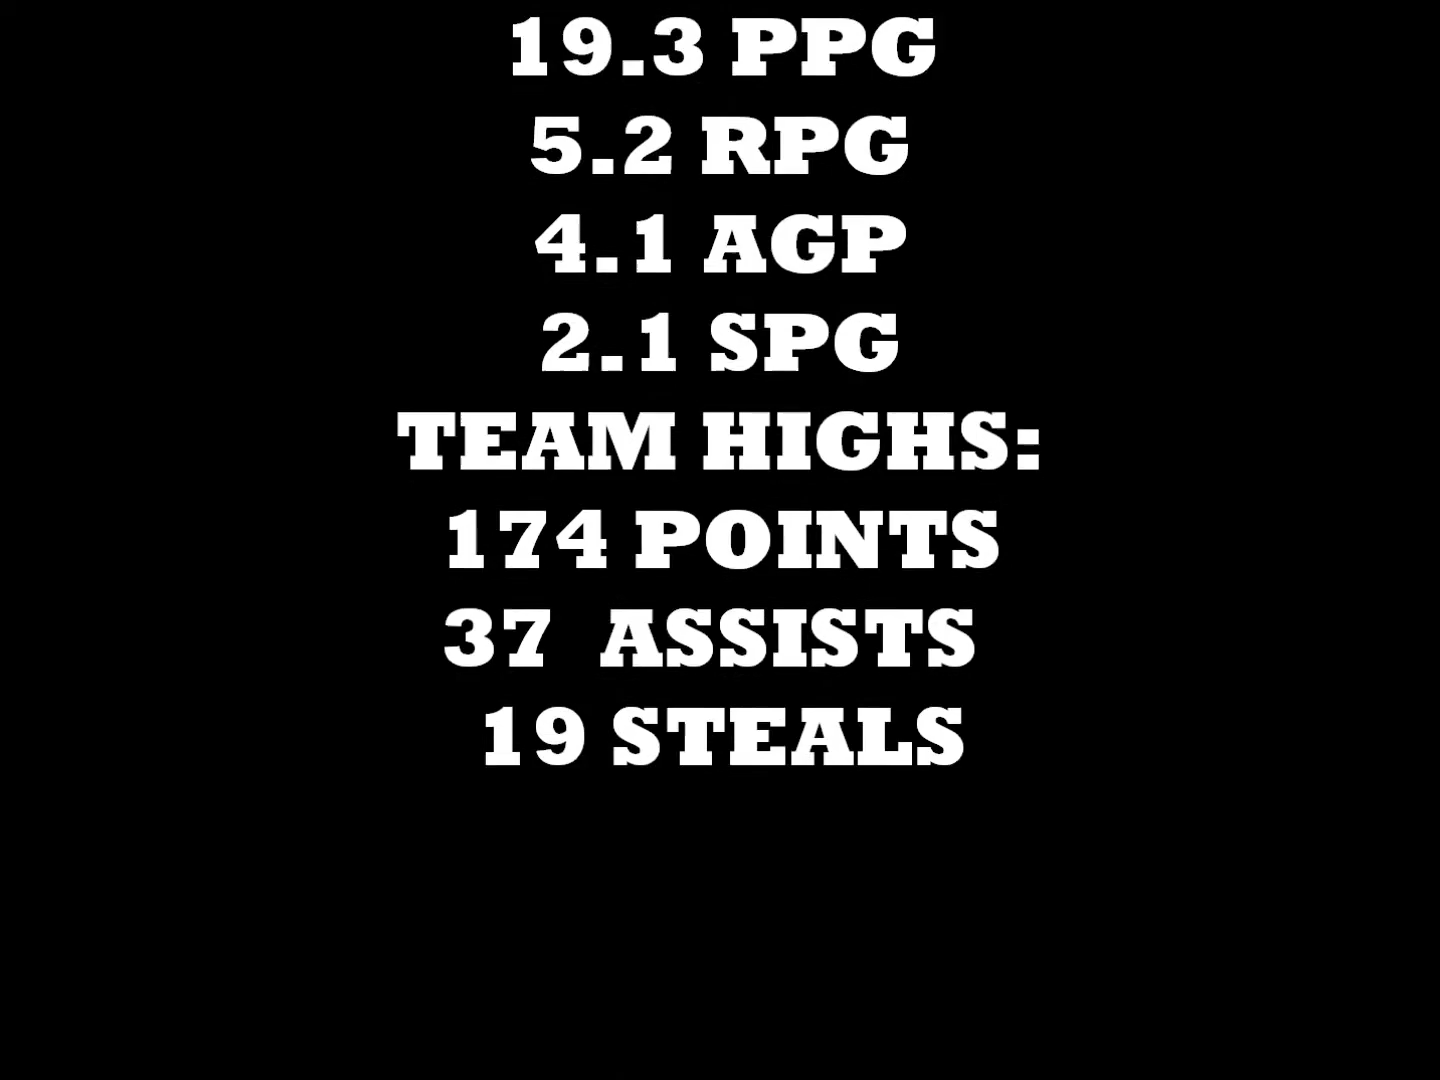 19.3 PPG
5.2 RPG
4.1 AGP
2.1 SPG
TEAM HIGHS:
174 POINTS
37  ASSISTS
19 STEALS